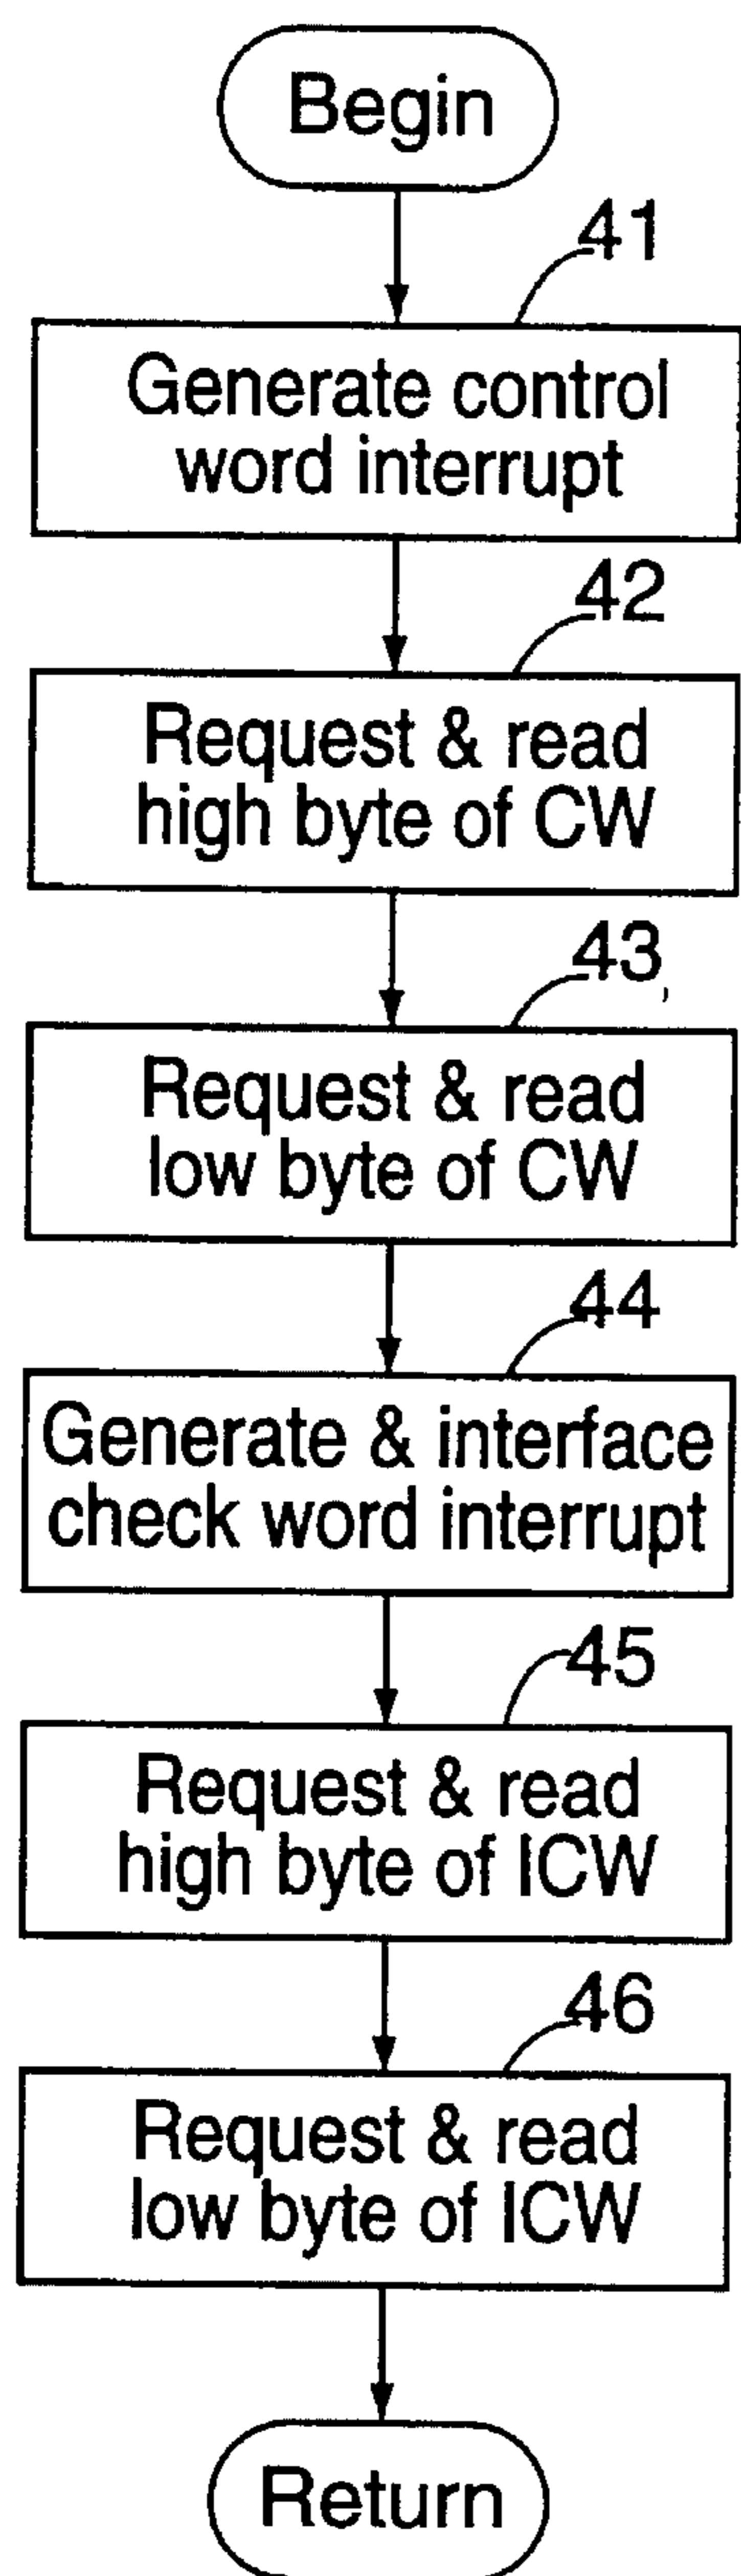 Begin
41
Generate control
word interrupt
42
Request & read
high byte of CW
43
Request & read
low byte of CW
44
Generate & interface
check word interrupt
45
Request & read
high byte of ICW
46
Request & read
low byte of ICW
Return